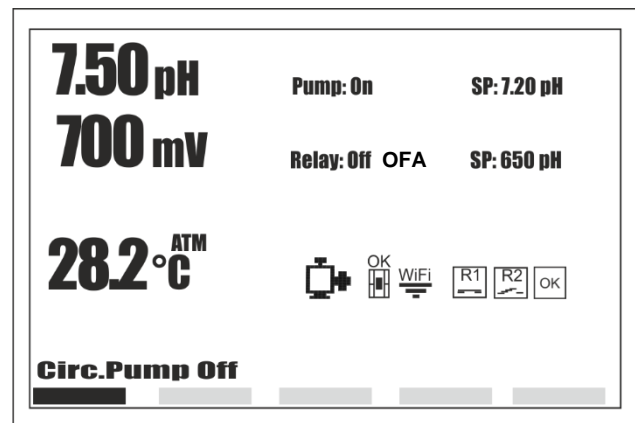 7.50 pH Pump: On SP: 7.20 pH
700 mV Relay: Off OFA SP: 650 pH
28.2 °C ATM
OK WiFi R1 R2 OK
Circ.Pump Off